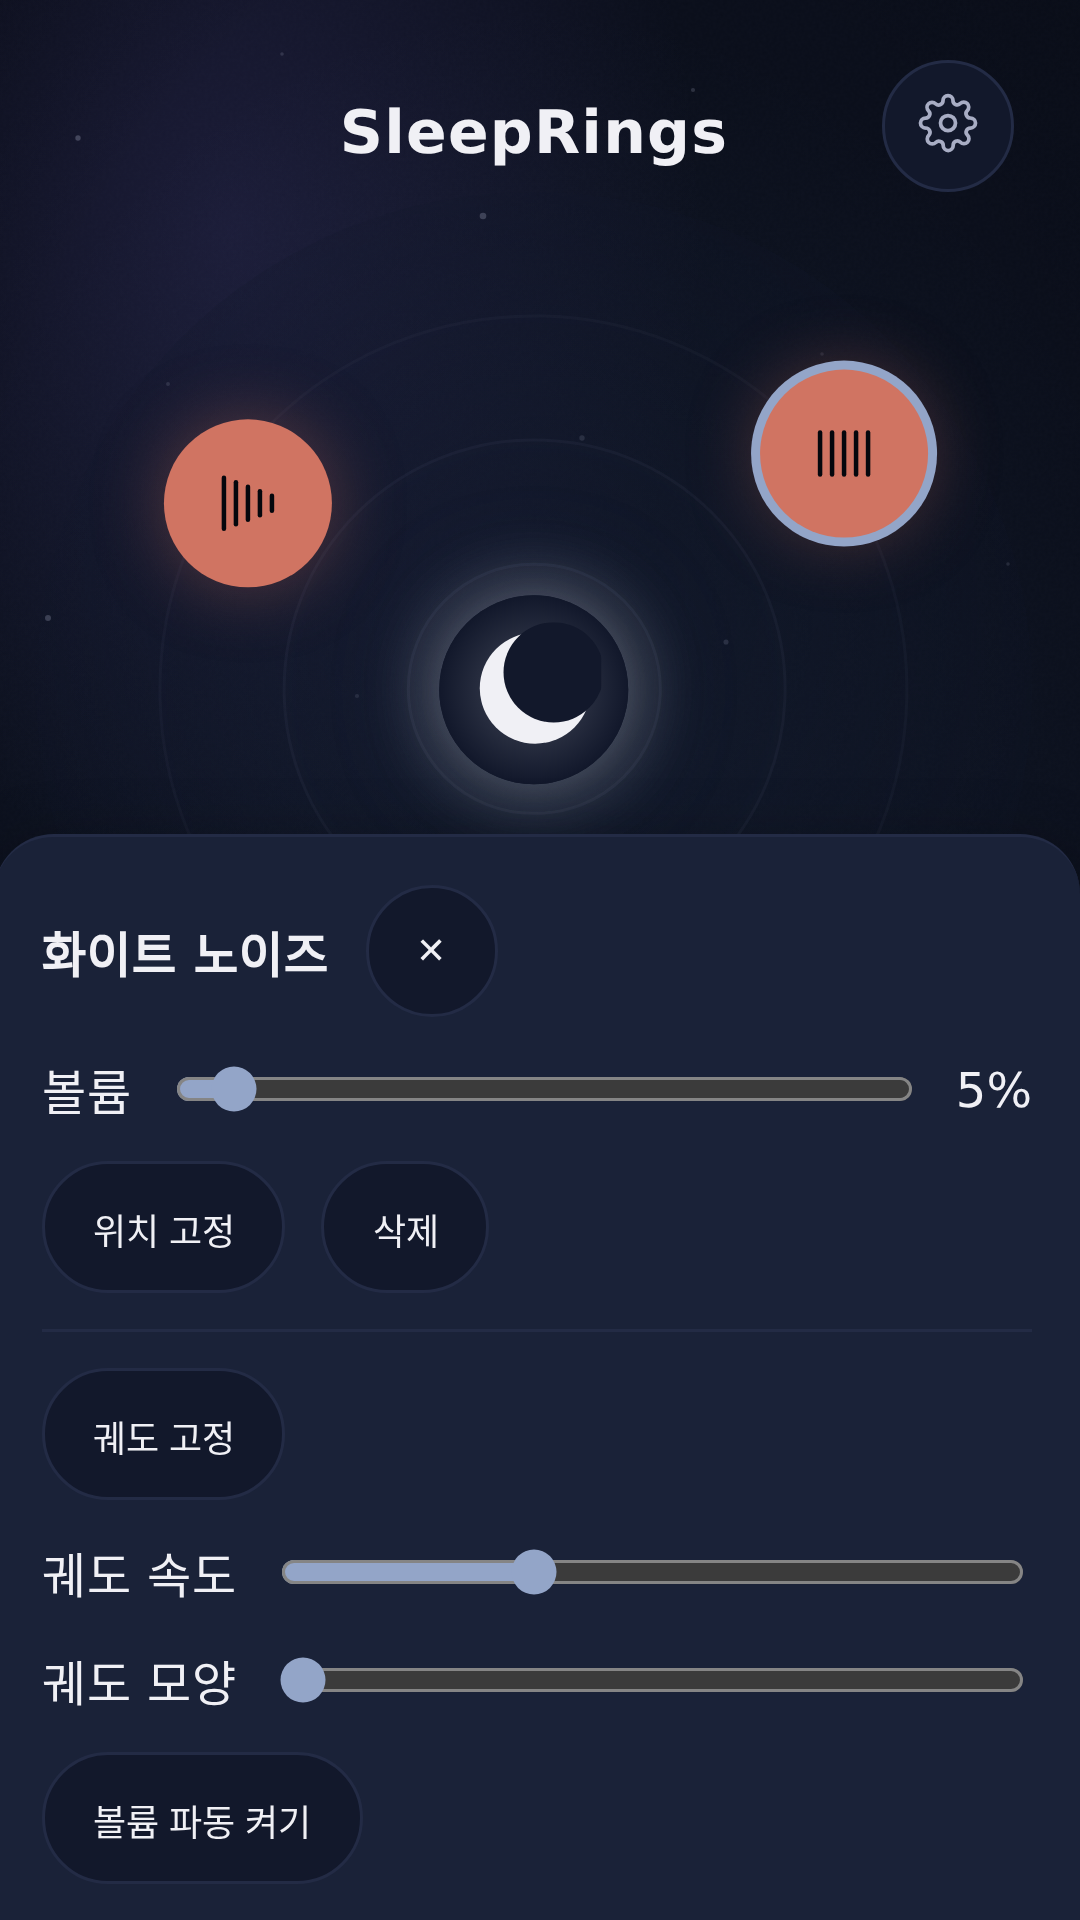 SleepRings
화이트 노이즈 ×
볼륨 5%
위치 고정 삭제
궤도 고정
궤도 속도
궤도 모양
볼륨 파동 켜기